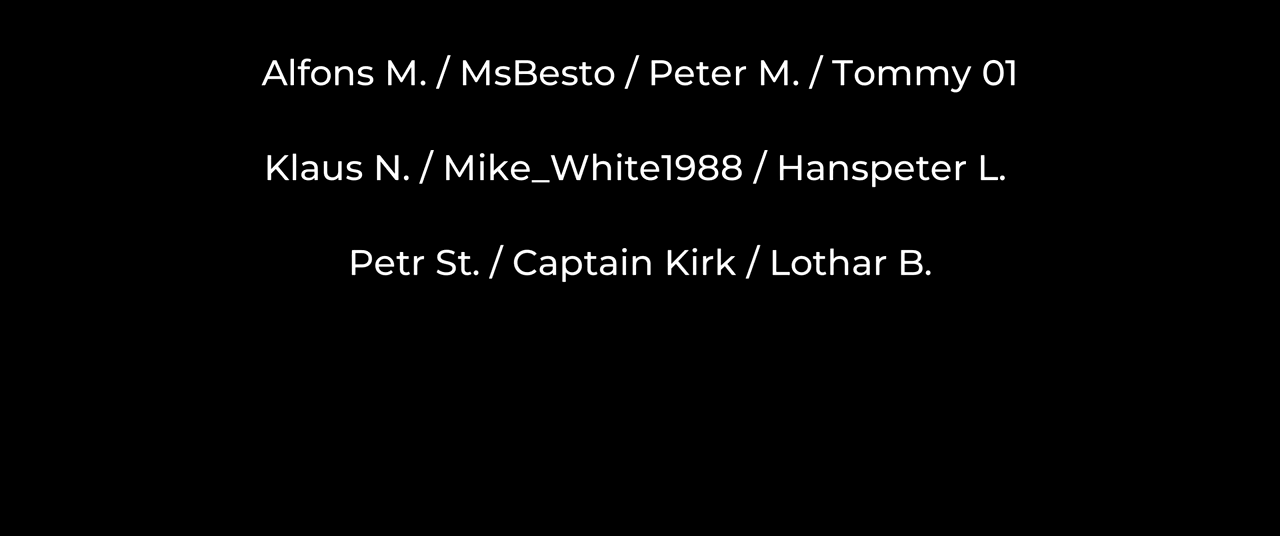 Alfons M. / MsBesto / Peter M. / Tommy 01
Klaus N. / Mike_White1988 / Hanspeter L.
Petr St. / Captain Kirk / Lothar B.